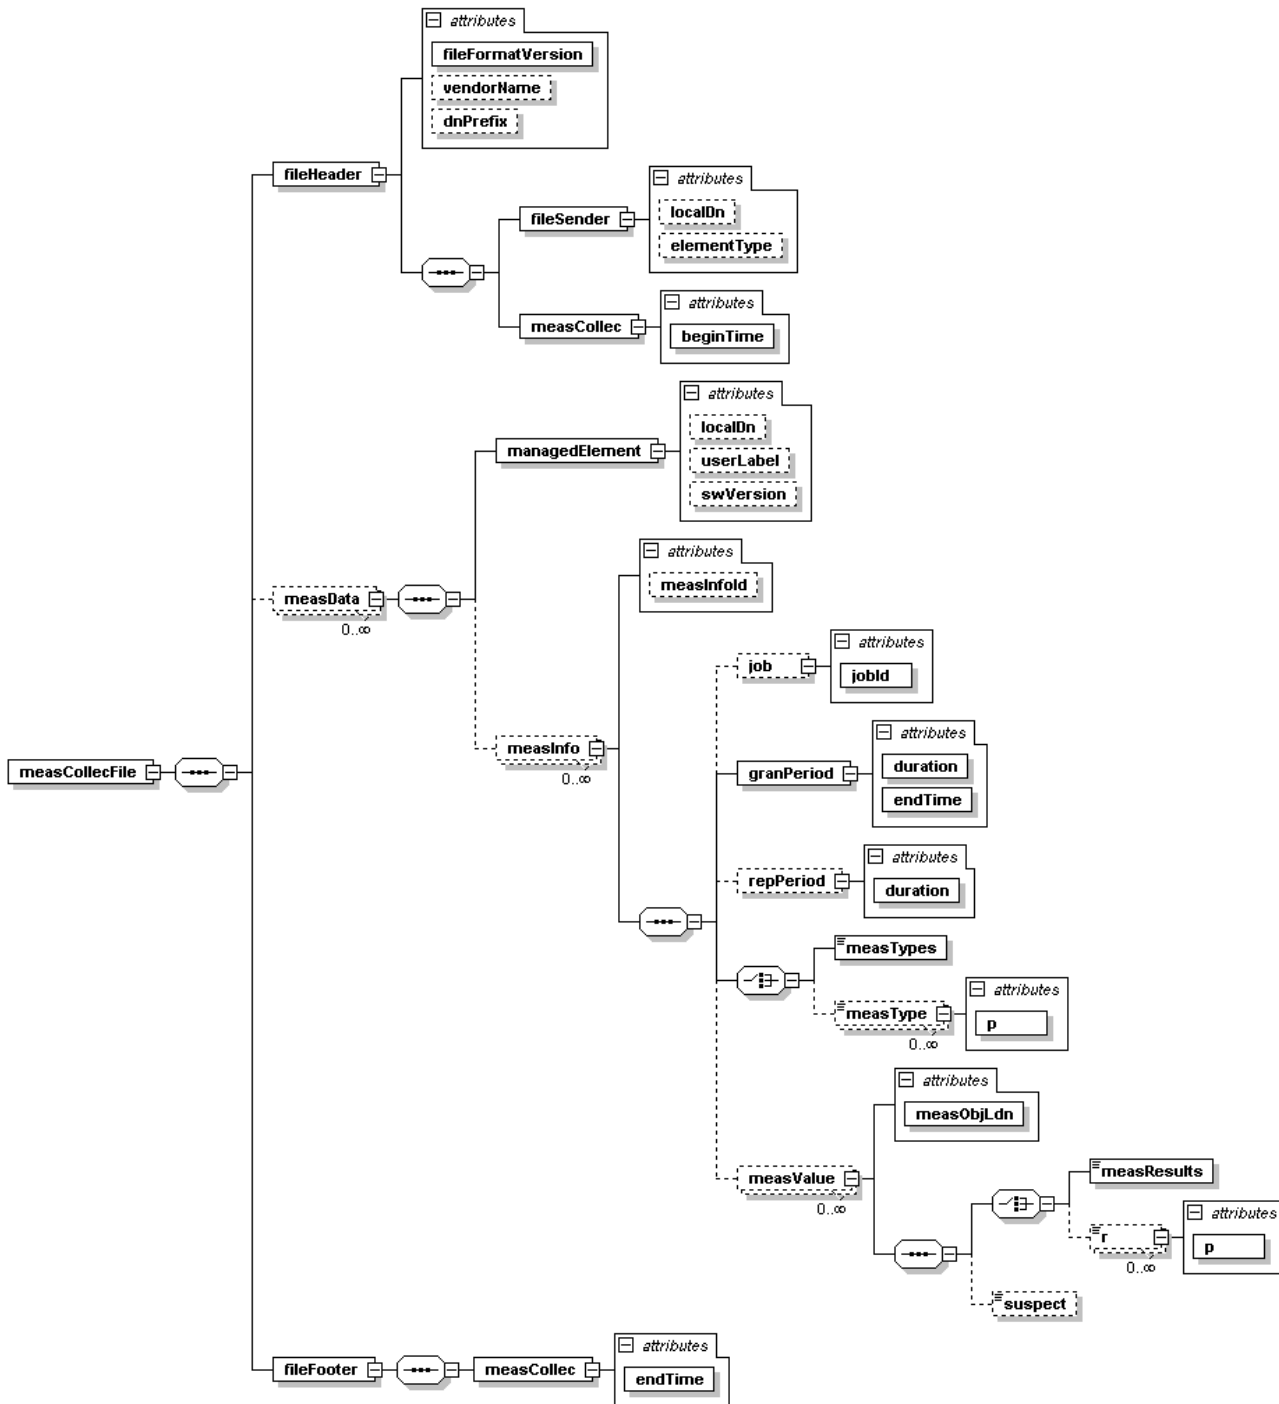 attributes
fileFormatVersion
vendorName
dnPrefix
fileHeader
attributes
fileSender
localDn
elementType
attributes
measCollec
beginTime
attributes
managedElement
localDn
userLabel
swVersion
attributes
measInfoId
measData
0..∞
attributes
job
jobId
measInfo
0..∞
attributes
measCollecFile
granPeriod
duration
endTime
attributes
repPeriod
duration
measTypes
attributes
measType
p
0..∞
attributes
measObjLdn
measValue
0..∞
measResults
attributes
r
p
0..∞
suspect
attributes
fileFooter
measCollec
endTime